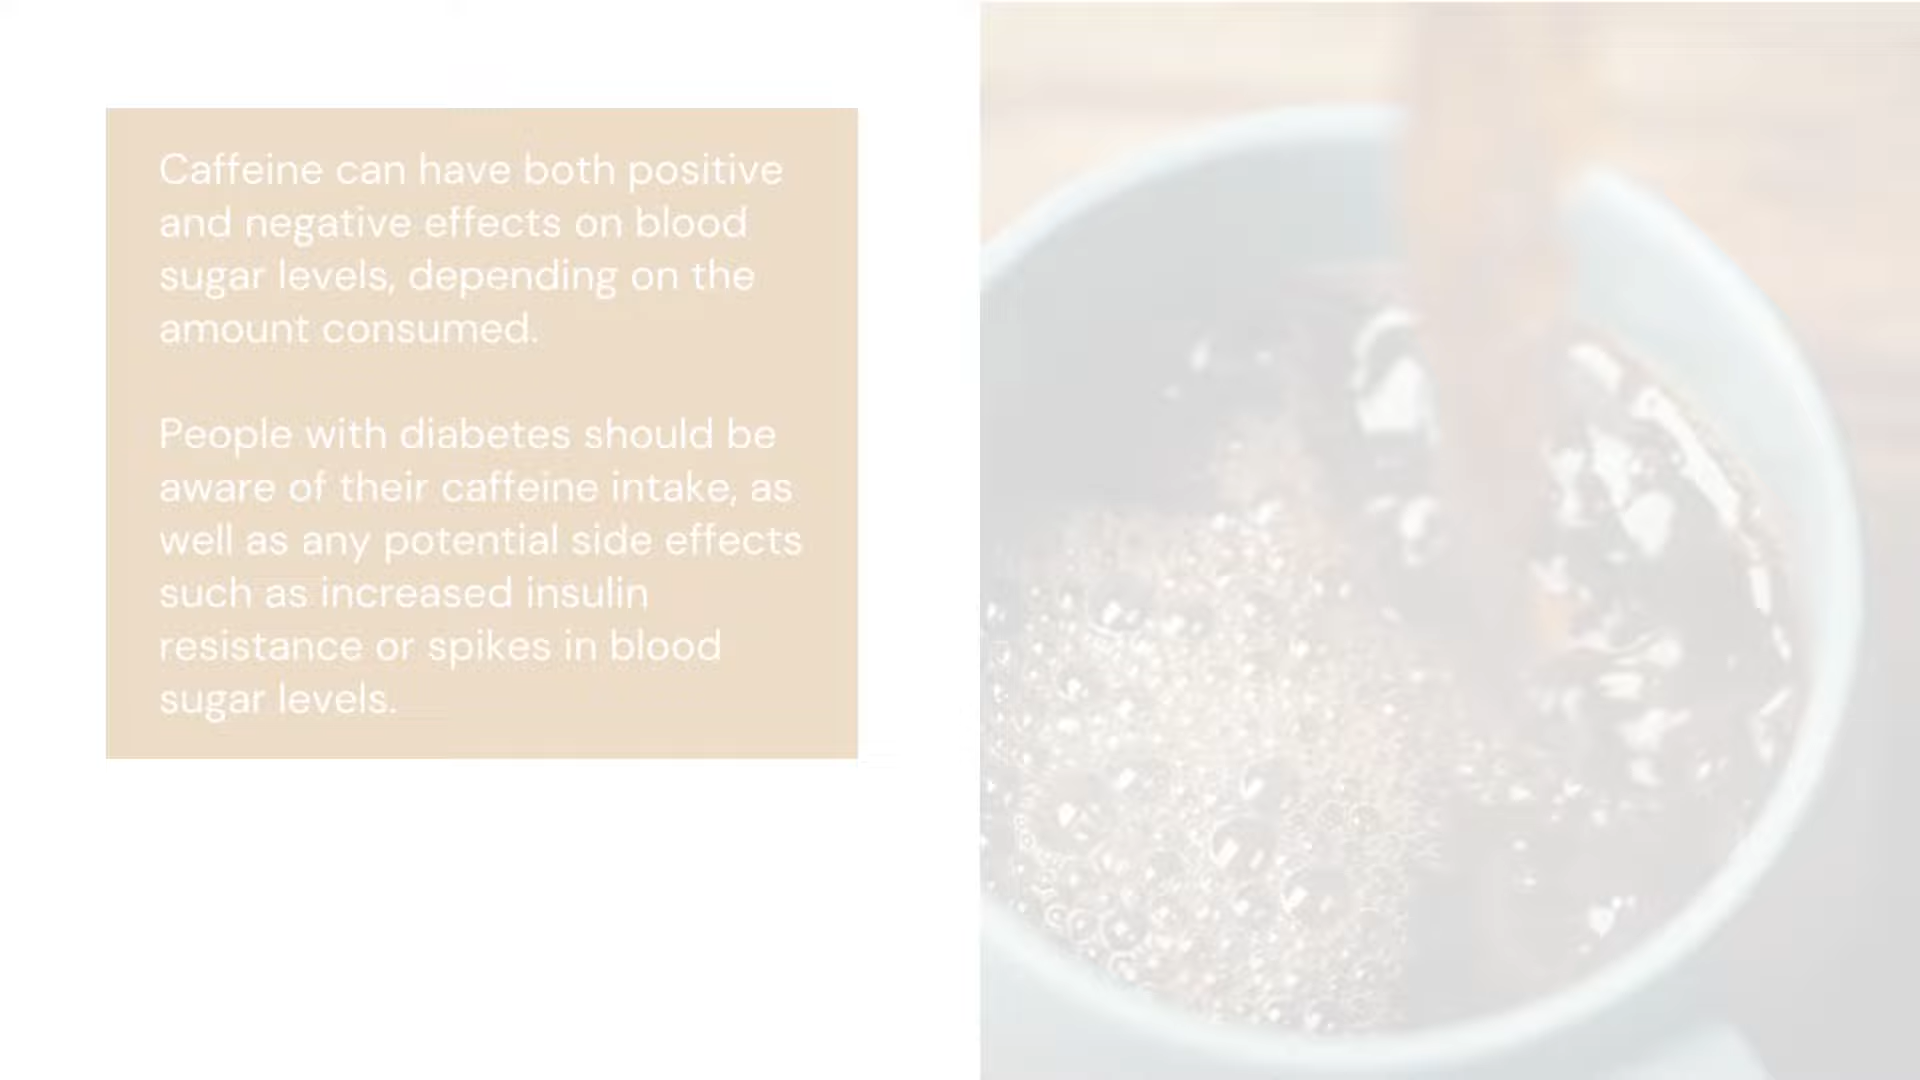 Caffeine can have both positive
and negative effects on blood
sugar levels, depending on the
amount consumed.
People with diabetes should be
aware of their caffeine intake, as
well as any potential side effects
such as increased insulin
resistance or spikes in blood
sugar levels.